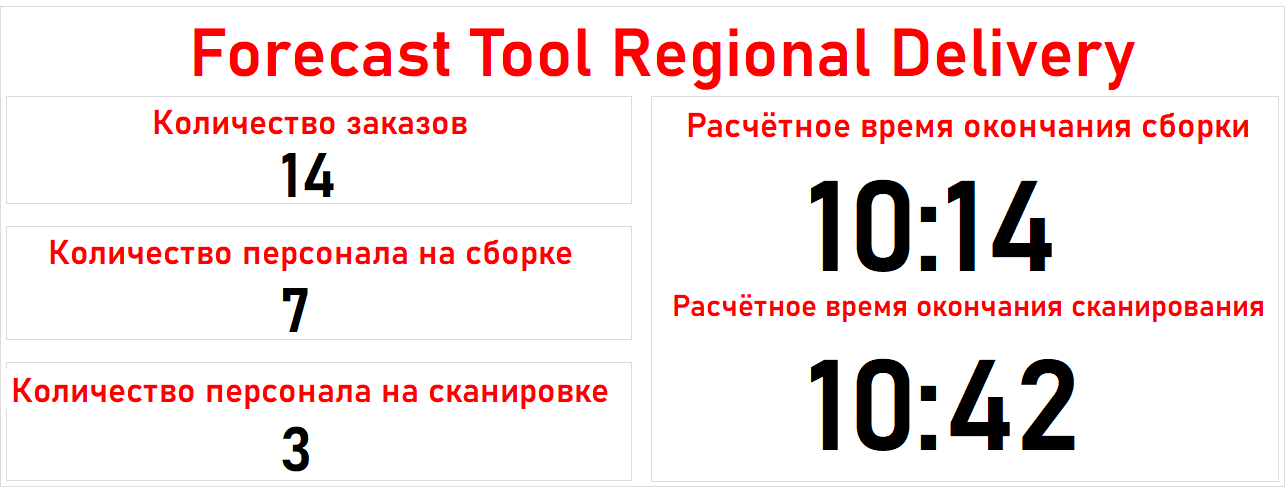 Forecast Tool Regional Delivery
Количество заказов
14
Количество персонала на сборке
7
Количество персонала на сканировке
3
Расчётное время окончания сборки
10:14
Расчётное время окончания сканирования
10:42